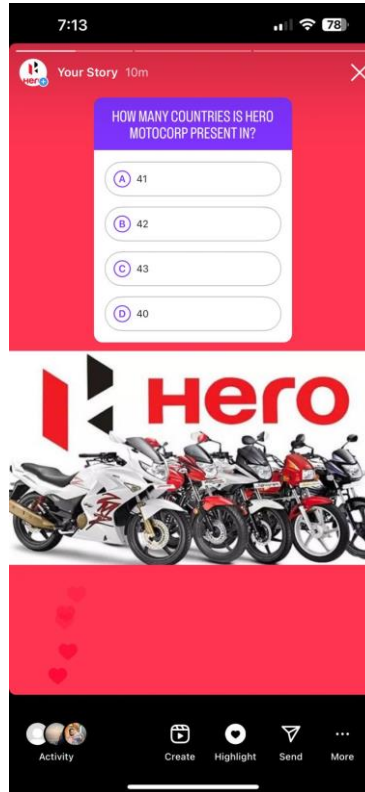 7:13
78
Hero
Your Story 10m
HOW MANY COUNTRIES IS HERO
MOTOCORP PRESENT IN?
A 41
B 42
C 43
D 40
Hero
Activity
Create
Highlight
Send
More